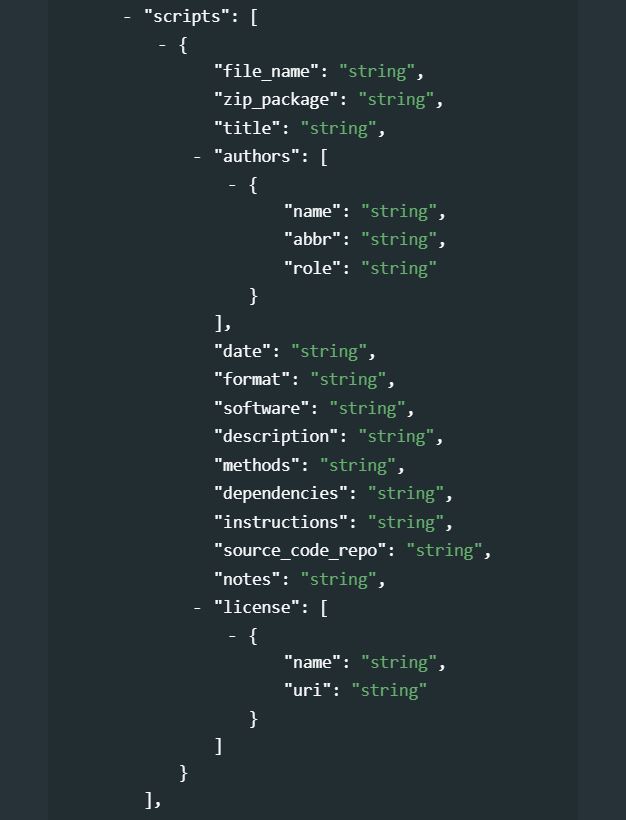 - "scripts": [
- {
"file_name": "string",
"zip_package": "string",
"title": "string",
- "authors": [
- {
"name": "string",
"abbr": "string",
"role": "string"
}
],
"date": "string",
"format": "string",
"software": "string",
"description": "string",
"methods": "string",
"dependencies": "string",
"instructions": "string",
"source_code_repo": "string",
"notes": "string",
- "license": [
- {
"name": "string",
"uri": "string"
}
]
}
],